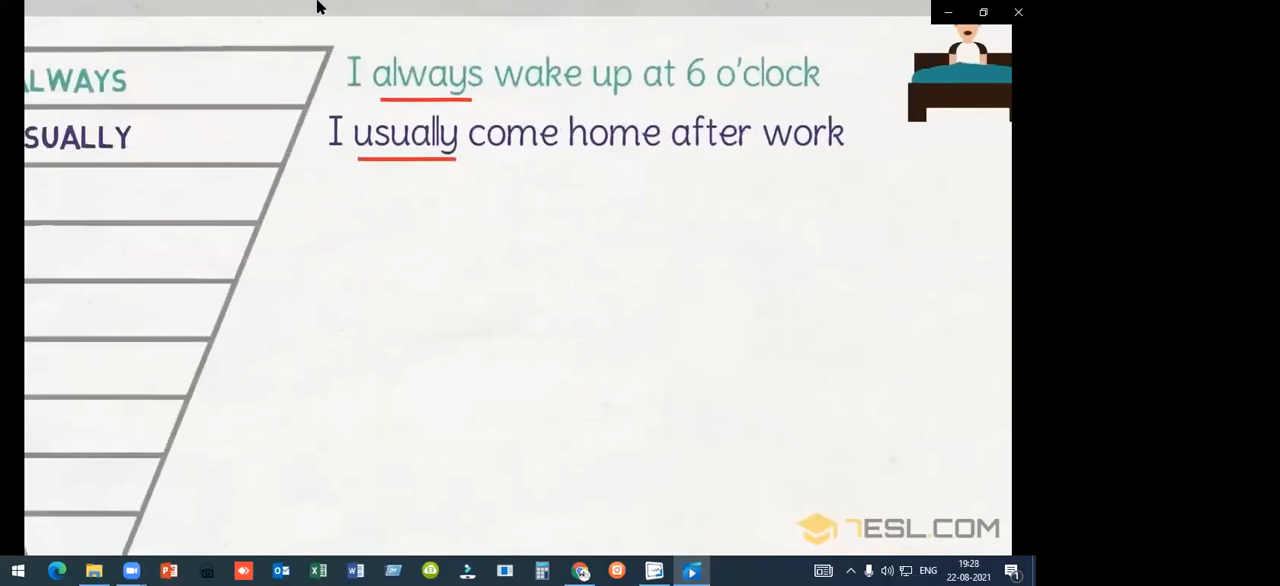 LWAYS
I always wake up at 6 o'clock
SUALLY
I usually come home after work
7ESL.COM
ENG
19:28
22-08-2021
1